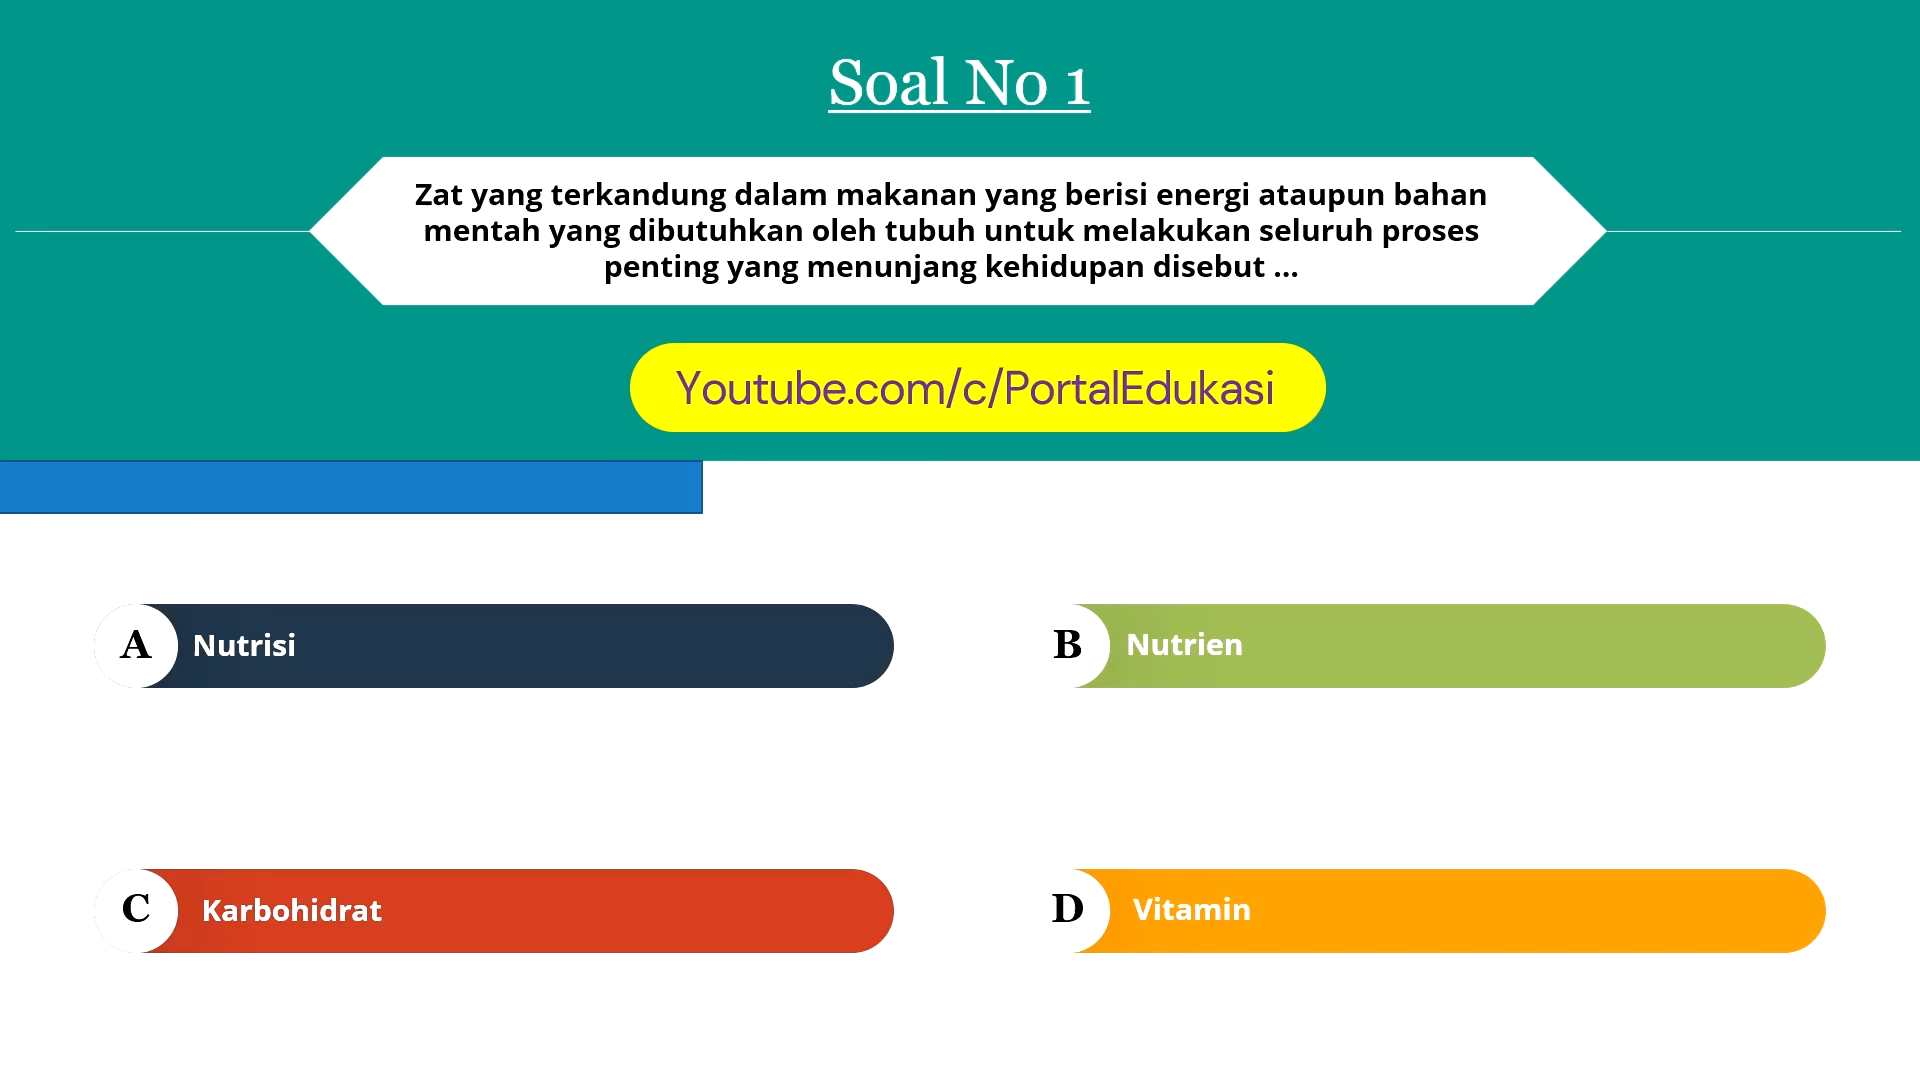 Soal No 1
Zat yang terkandung dalam makanan yang berisi energi ataupun bahan
mentah yang dibutuhkan oleh tubuh untuk melakukan seluruh proses
penting yang menunjang kehidupan disebut ...
Youtube.com/c/PortalEdukasi
A Nutrisi
B Nutrien
C Karbohidrat
D Vitamin